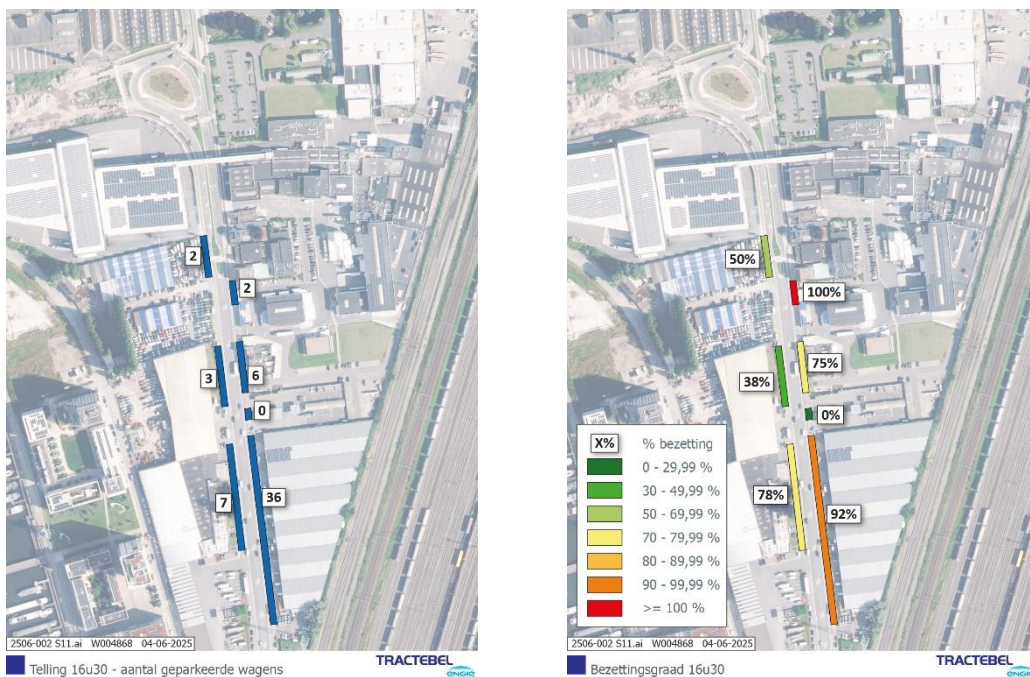 2
2
3
6
0
7
36
2506-002 S11.ai W004868 04-06-2025
Telling 16u30 - aantal geparkeerde wagens
TRACTEBEL
ENGIE
50%
100%
38%
75%
0%
78%
92%
X% % bezetting
0 - 29,99 %
30 - 49,99 %
50 - 69,99 %
70 - 79,99 %
80 - 89,99 %
90 - 99,99 %
>= 100 %
2506-002 S11.ai W004868 04-06-2025
Bezettingsgraad 16u30
TRACTEBEL
ENGIE